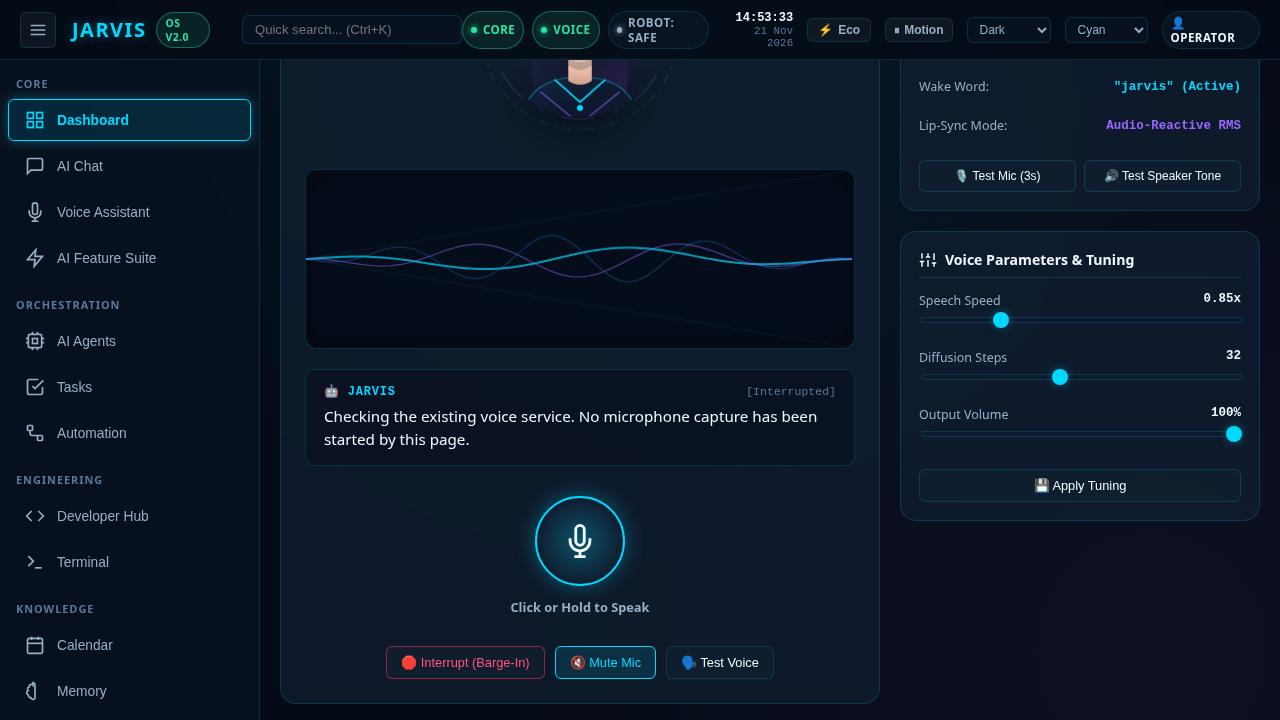 JARVIS
OS V2.0
Quick search... (Ctrl+K)
CORE
VOICE
ROBOT: SAFE
14:53:33
21 Nov 2026
⚡ Eco
Motion
Dark
Cyan
👤 OPERATOR
CORE
Dashboard
AI Chat
Voice Assistant
AI Feature Suite
ORCHESTRATION
AI Agents
Tasks
Automation
ENGINEERING
Developer Hub
Terminal
KNOWLEDGE
Calendar
Memory
🤖 JARVIS
[Interrupted]
Checking the existing voice service. No microphone capture has been
started by this page.
Click or Hold to Speak
🛑 Interrupt (Barge-In)
🔇 Mute Mic
🗣️ Test Voice
Wake Word:
"jarvis" (Active)
Lip-Sync Mode:
Audio-Reactive RMS
🎙️ Test Mic (3s)
🔊 Test Speaker Tone
Voice Parameters & Tuning
Speech Speed
0.85x
Diffusion Steps
32
Output Volume
100%
💾 Apply Tuning